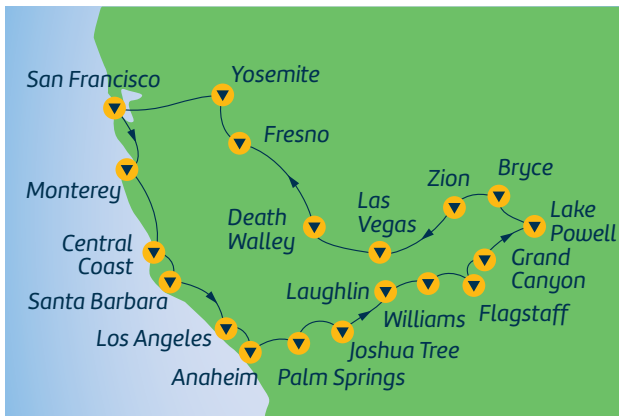 San Francisco
Yosemite
Fresno
Monterey
Bryce
Zion
Las
Vegas
Death
Walley
Lake
Powell
Central
Coast
Grand
Canyon
Santa Barbara
Laughlin
Williams
Flagstaff
Los Angeles
Joshua Tree
Anaheim
Palm Springs